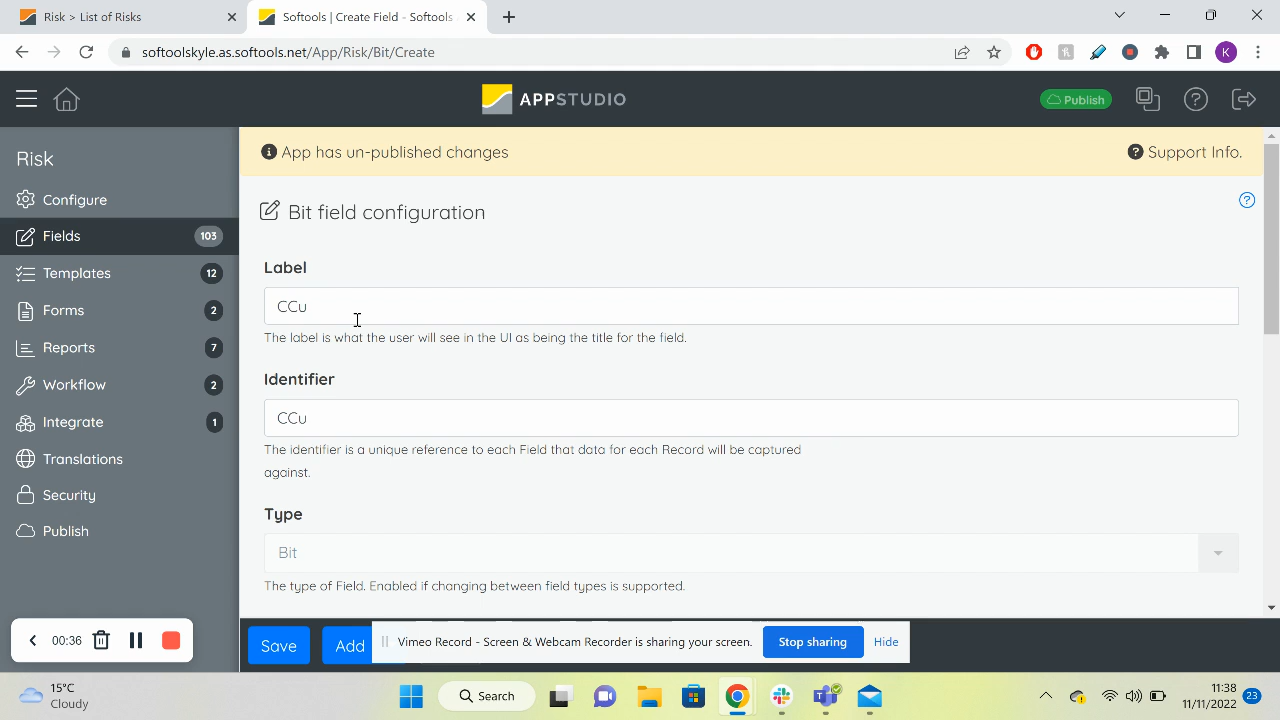 Risk > List of Risks
Softools | Create Field - Softools
softoolskyle.as.softools.net/App/Risk/Bit/Create
K
APPSTUDIO
Publish
Risk
App has un-published changes
Support Info.
Configure
Bit field configuration
Fields 103
Label
Templates 12
CCu
Forms 2
The label is what the user will see in the UI as being the title for the field.
Reports 7
Identifier
Workflow 2
CCu
Integrate 1
The identifier is a unique reference to each Field that data for each Record will be captured
against.
Translations
Security
Type
Publish
Bit
The type of Field. Enabled if changing between field types is supported.
00:36
Save
Add
Vimeo Record - Screen & Webcam Recorder is sharing your screen.
Stop sharing
Hide
15°C
Cloudy
Search
11:38
11/11/2022
23